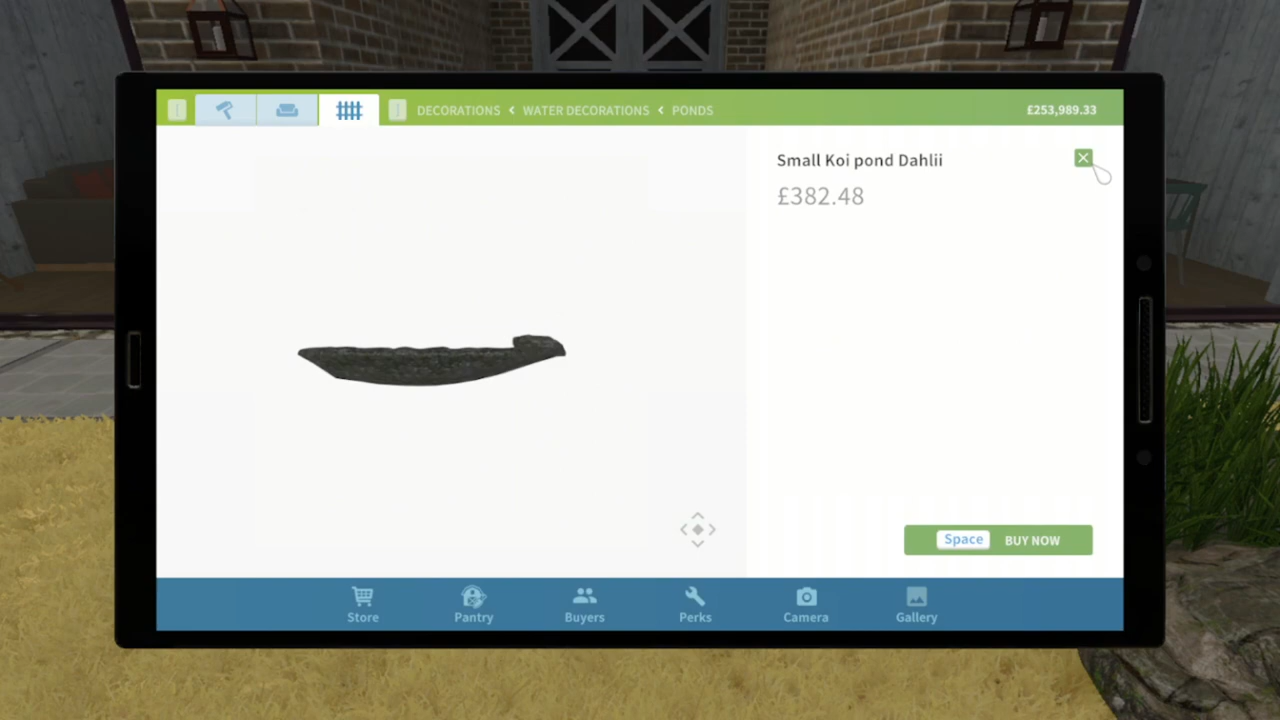 DECORATIONS < WATER DECORATIONS < PONDS £253,989.33
Small Koi pond Dahlii
£382.48
Space BUY NOW
Store Pantry Buyers Perks Camera Gallery